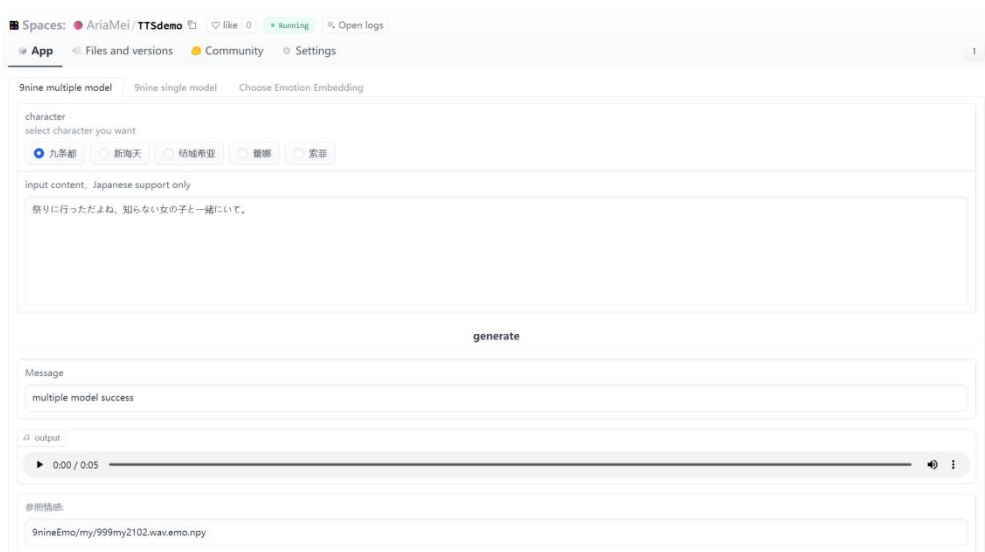 Spaces: AriaMei/TTSdemo like 0 Running Open logs
App Files and versions Community Settings
9nine multiple model 9nine single model Choose Emotion Embedding
character
select character you want
九条都 新海天 结城希亚 蕾娜 索菲
input content, Japanese support only
祭りに行っただよね、知らない女の子と一緒にいて。
generate
Message
multiple model success
output
0:00 / 0:05
参照情感:
9nineEmo/my/999my2102.wav.emo.npy